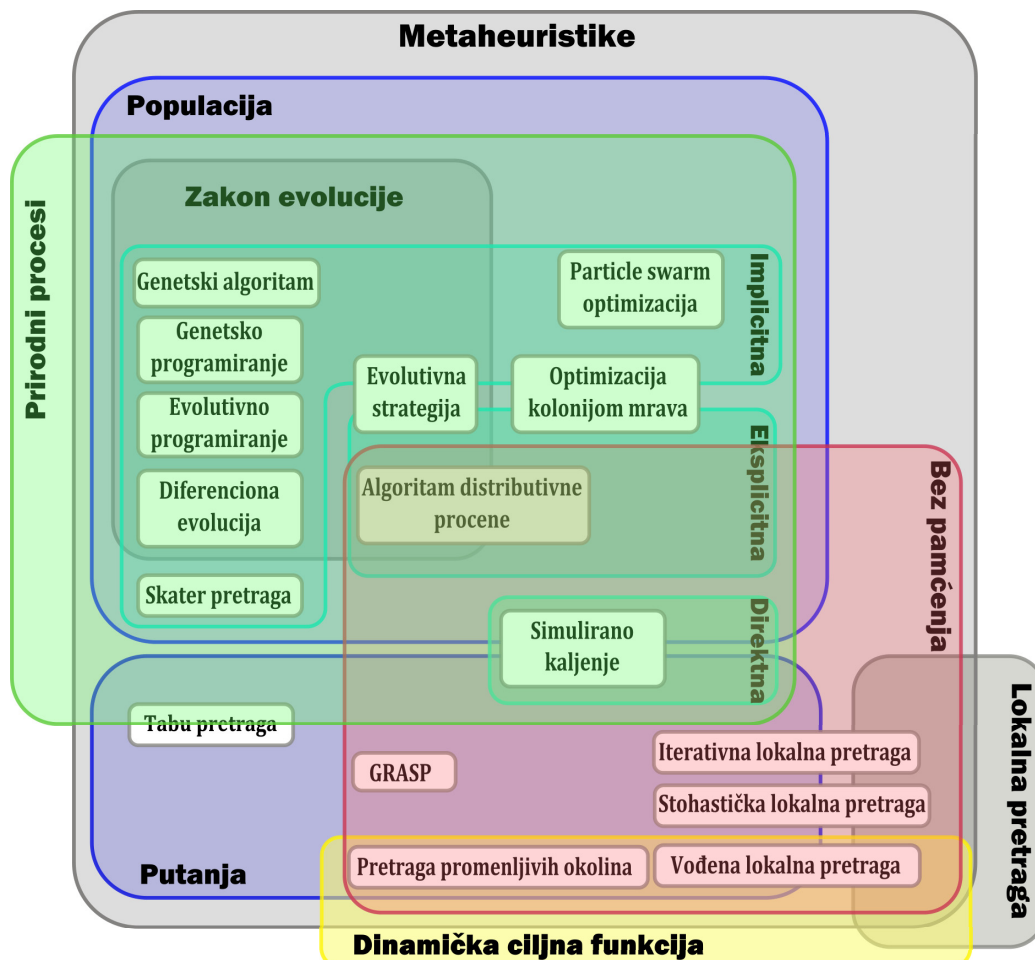 Metaheuristike
Populacija
Prirodni procesi
Zakon evolucije
Implicitna
Genetski algoritam
Particle swarm
optimizacija
Genetsko
programiranje
Evolutivna
strategija
Optimizacija
kolonijom mrava
Evolutivno
programiranje
Eksplicitna
Bez pamćenja
Diferenciona
evolucija
Algoritam distributivne
procene
Skater pretraga
Direktna
Simulirano
kaljenje
Lokalna pretraga
Tabu pretraga
Iterativna lokalna pretraga
GRASP
Stohastička lokalna pretraga
Putanja
Pretraga promenljivih okolina
Vođena lokalna pretraga
Dinamička ciljna funkcija